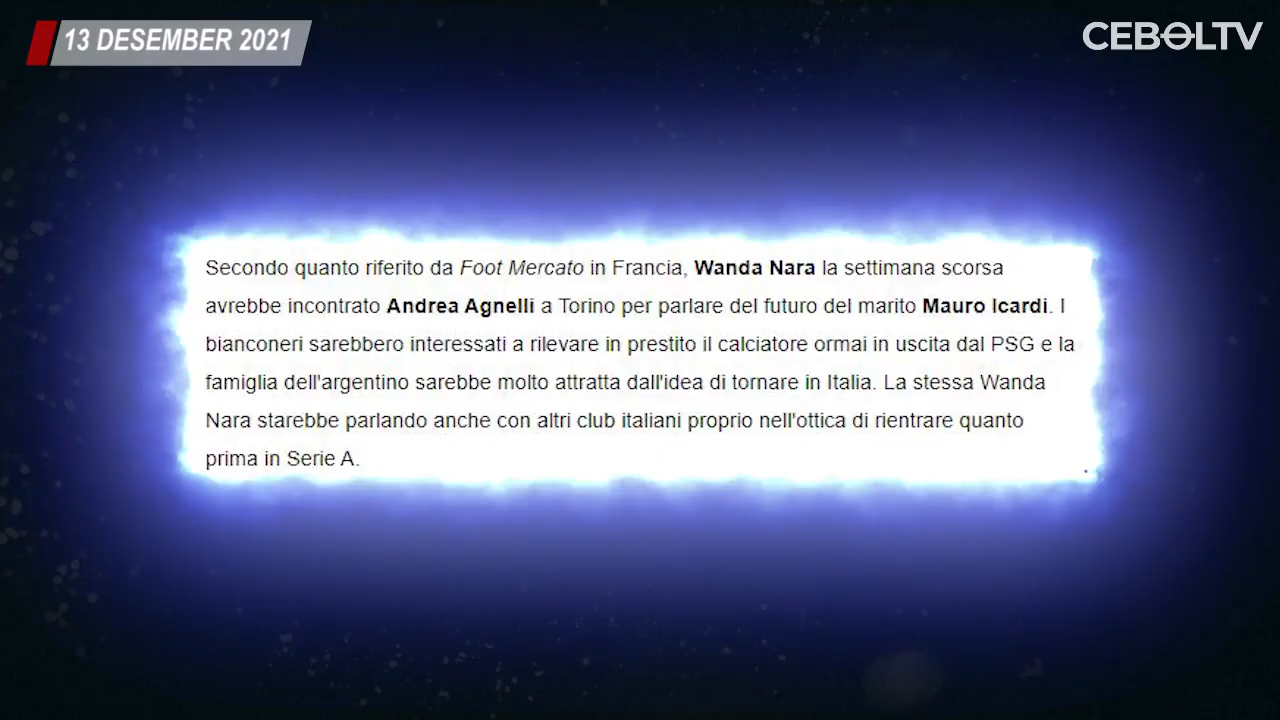 13 DESEMBER 2021
CEBOLTV
Secondo quanto riferito da Foot Mercato in Francia, Wanda Nara la settimana scorsa
avrebbe incontrato Andrea Agnelli a Torino per parlare del futuro del marito Mauro Icardi. I
bianconeri sarebbero interessati a rilevare in prestito il calciatore ormai in uscita dal PSG e la
famiglia dell'argentino sarebbe molto attratta dall'idea di tornare in Italia. La stessa Wanda
Nara starebbe parlando anche con altri club italiani proprio nell'ottica di rientrare quanto
prima in Serie A.